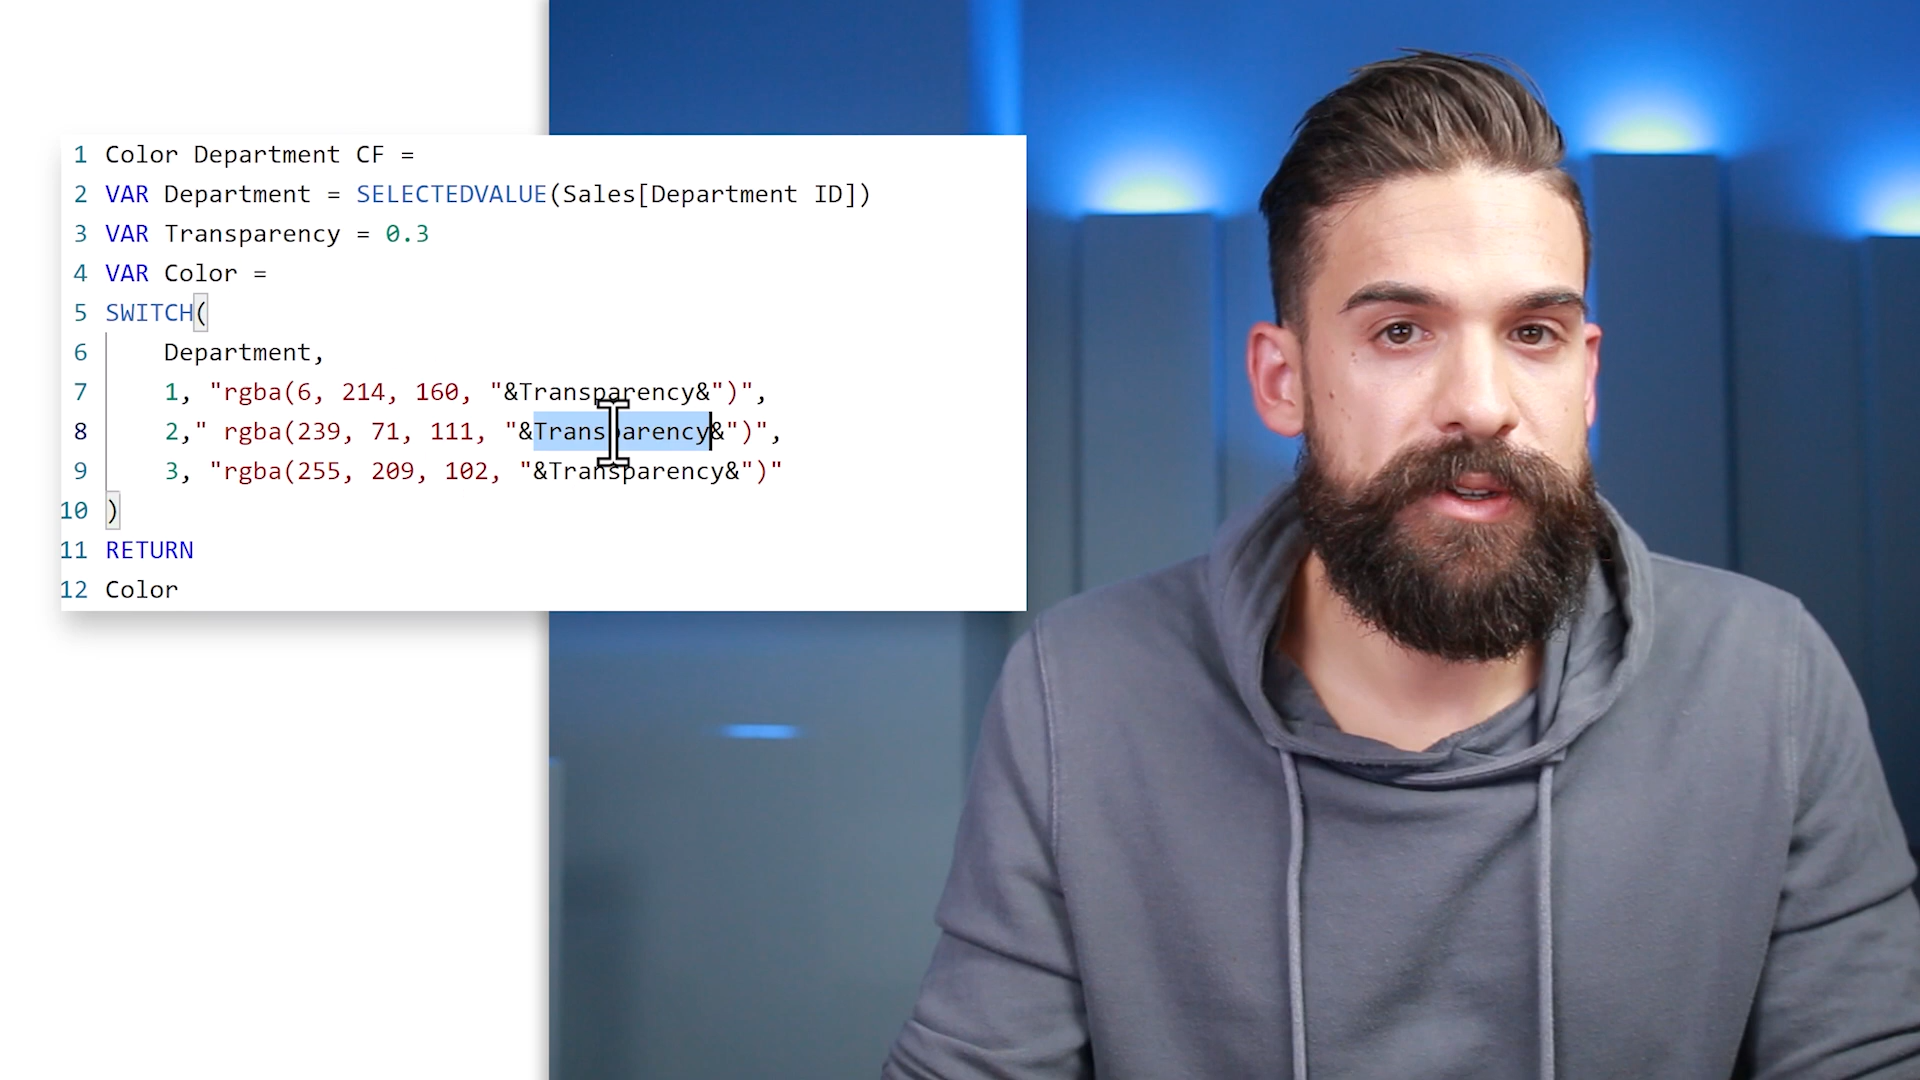 1 Color Department CF =
2 VAR Department = SELECTEDVALUE(Sales[Department ID])
3 VAR Transparency = 0.3
4 VAR Color =
5 SWITCH(
6 Department,
7 1, "rgba(6, 214, 160, "&Transparency&")",
8 2," rgba(239, 71, 111, "&Transparency&")",
9 3, "rgba(255, 209, 102, "&Transparency&")"
10 )
11 RETURN
12 Color